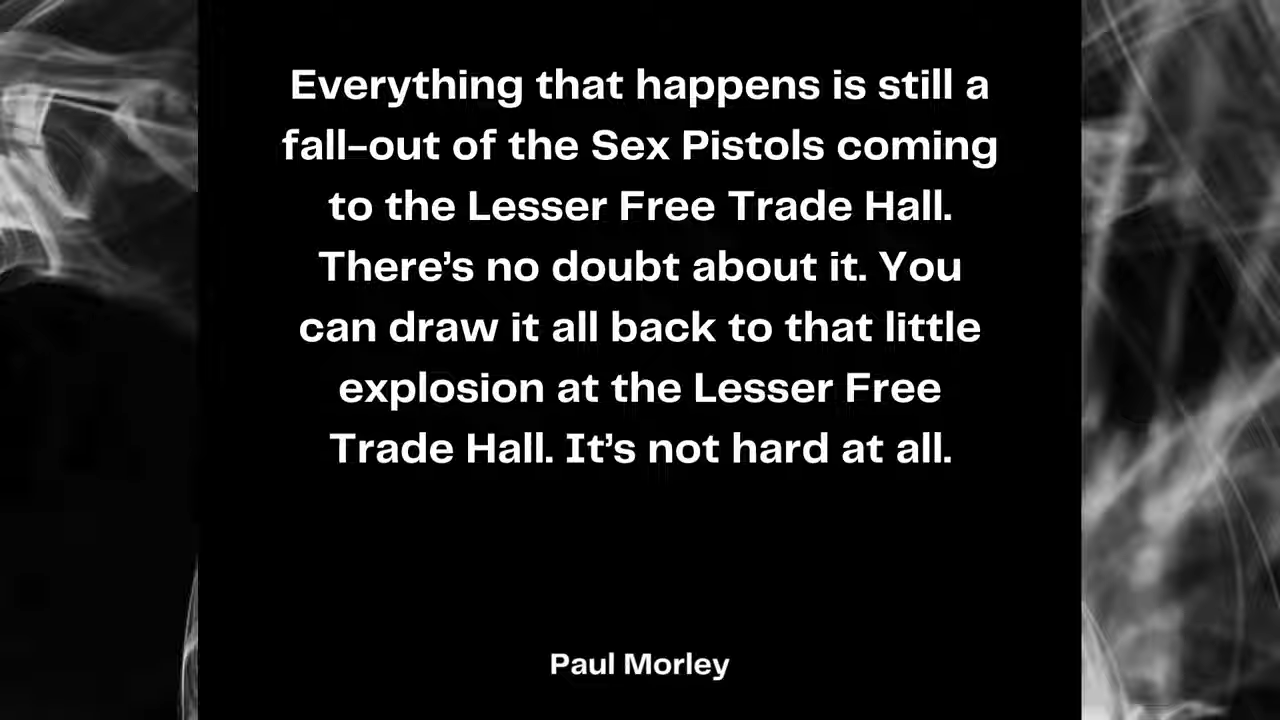 Everything that happens is still a
fall-out of the Sex Pistols coming
to the Lesser Free Trade Hall.
There’s no doubt about it. You
can draw it all back to that little
explosion at the Lesser Free
Trade Hall. It’s not hard at all.
Paul Morley